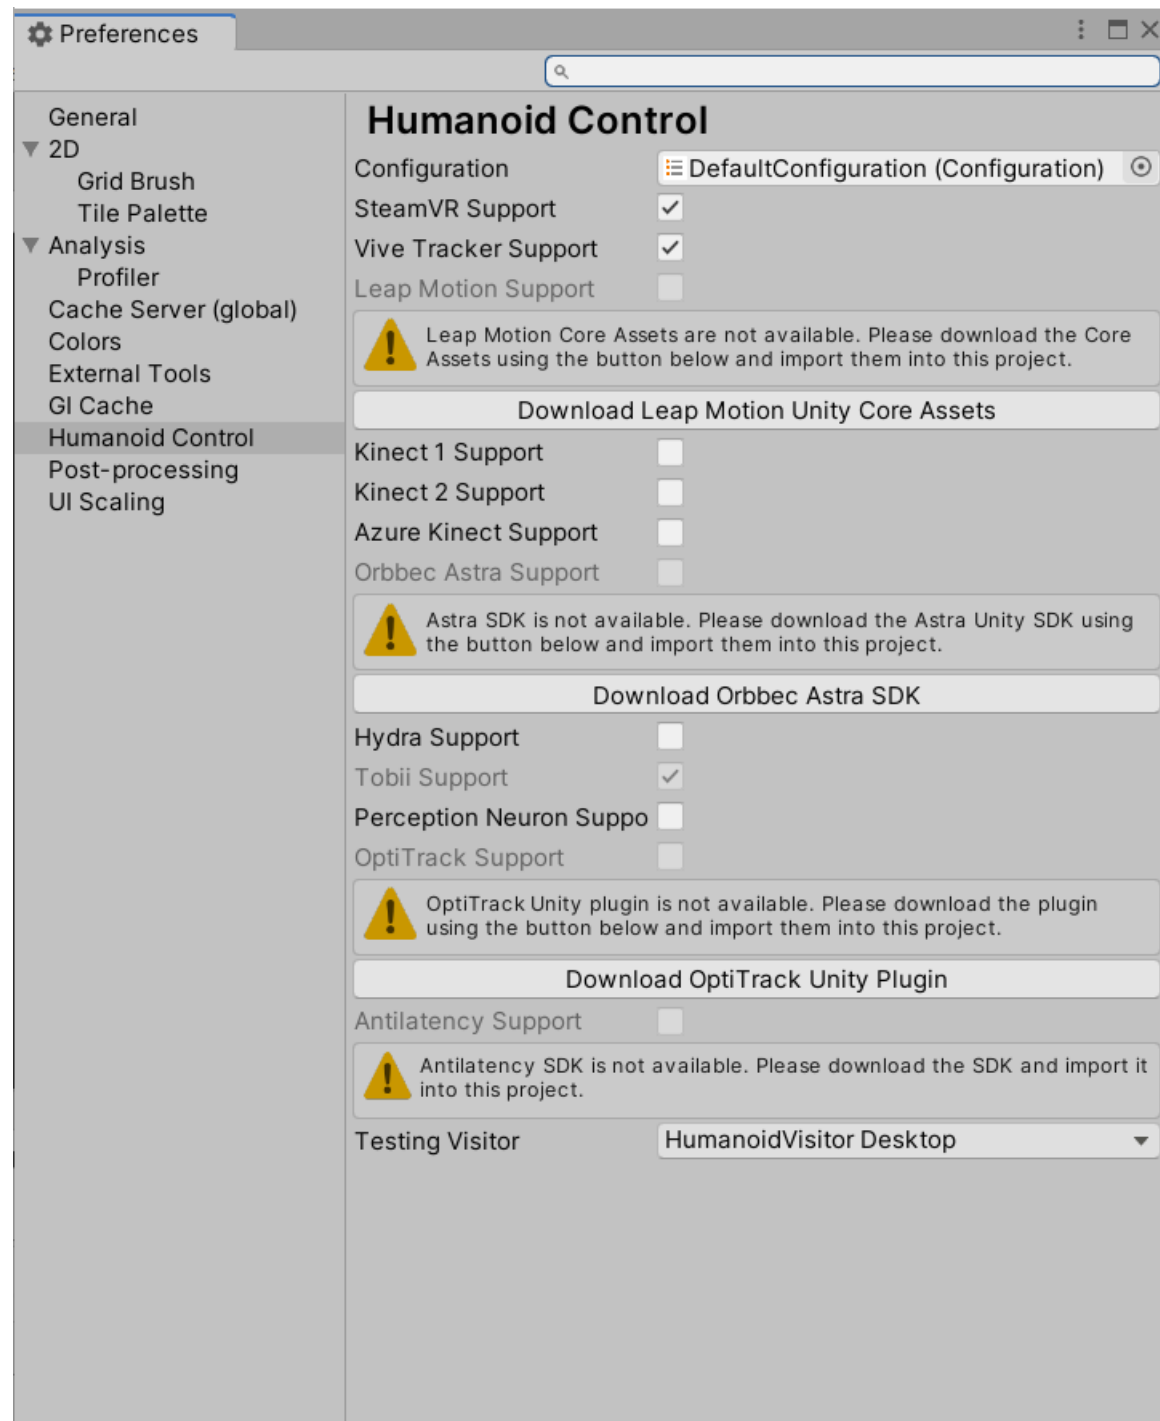 Preferences
General
2D
Grid Brush
Tile Palette
Analysis
Profiler
Cache Server (global)
Colors
External Tools
GI Cache
Humanoid Control
Post-processing
UI Scaling
Humanoid Control
Configuration DefaultConfiguration (Configuration)
SteamVR Support
Vive Tracker Support
Leap Motion Support
Leap Motion Core Assets are not available. Please download the Core
Assets using the button below and import them into this project.
Download Leap Motion Unity Core Assets
Kinect 1 Support
Kinect 2 Support
Azure Kinect Support
Orbbec Astra Support
Astra SDK is not available. Please download the Astra Unity SDK using
the button below and import them into this project.
Download Orbbec Astra SDK
Hydra Support
Tobii Support
Perception Neuron Suppo
OptiTrack Support
OptiTrack Unity plugin is not available. Please download the plugin
using the button below and import them into this project.
Download OptiTrack Unity Plugin
Antilatency Support
Antilatency SDK is not available. Please download the SDK and import it
into this project.
Testing Visitor HumanoidVisitor Desktop